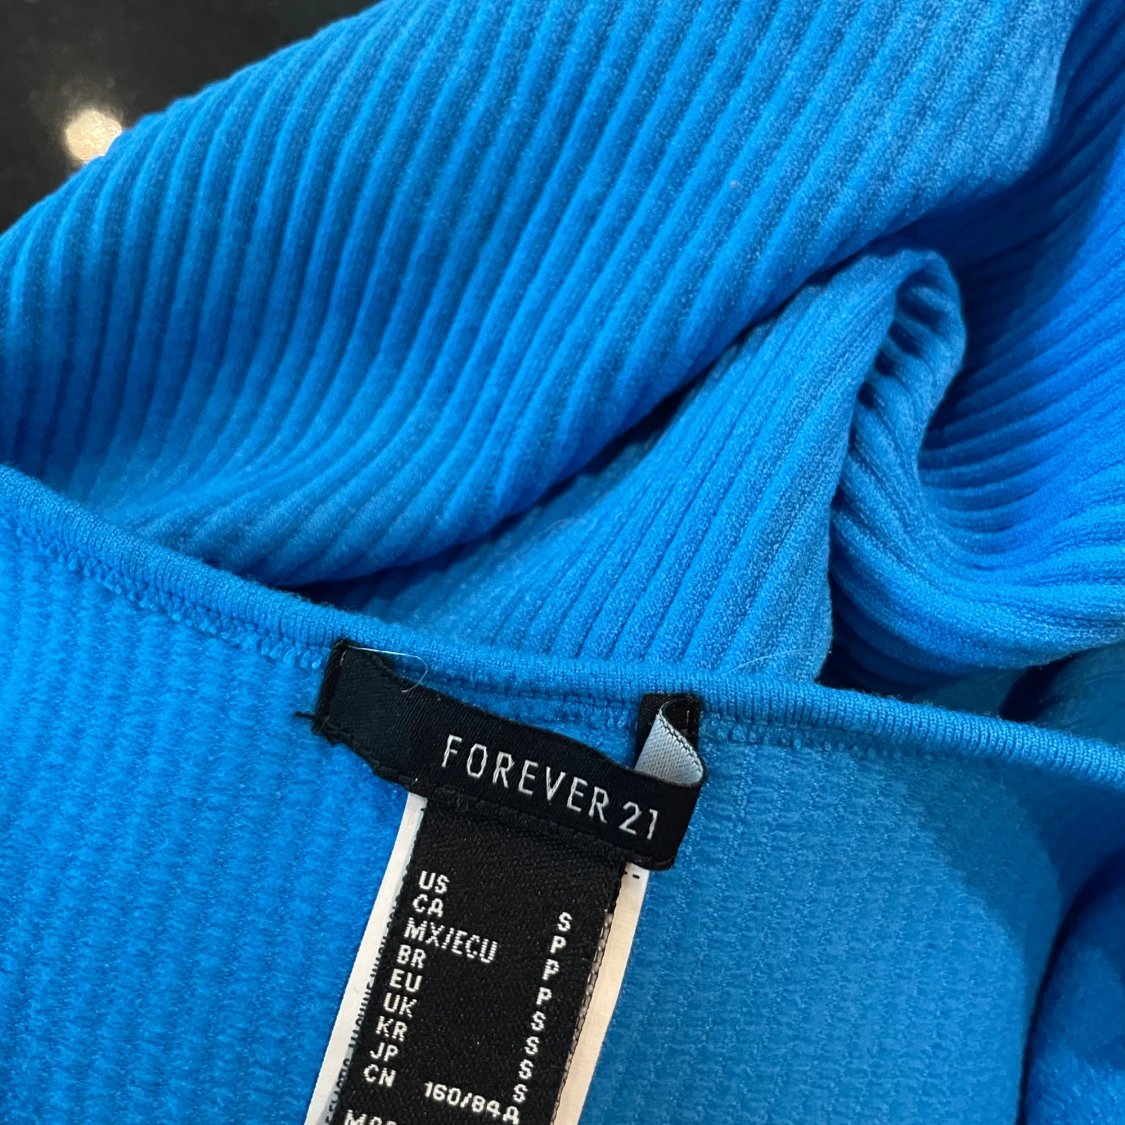 FOREVER 21
US S
CA P
MX/ECU P
BR P
EU S
UK S
KR S
JP S
CN 160/84A